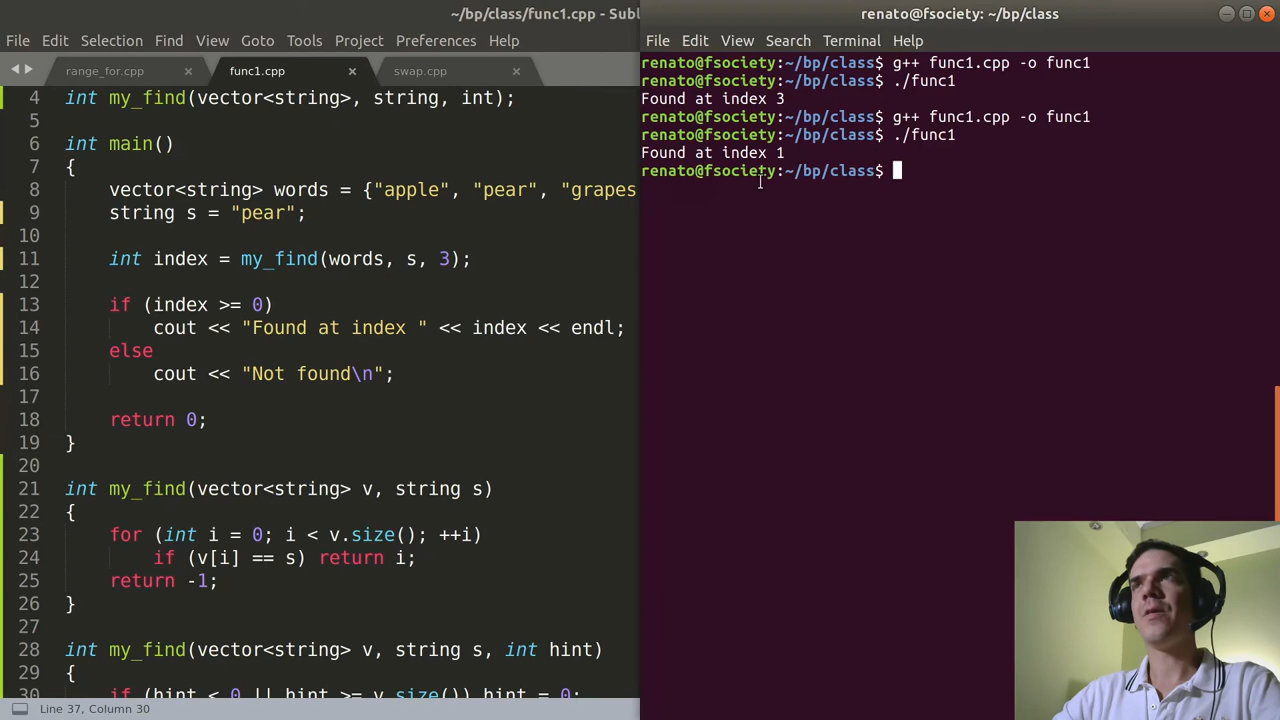 ~/bp/class/func1.cpp - Subl
File Edit Selection Find View Goto Tools Project Preferences Help
range_for.cpp × func1.cpp × swap.cpp ×
4 int my_find(vector<string>, string, int);
5
6 int main()
7 {
8 vector<string> words = {"apple", "pear", "grapes
9 string s = "pear";
10
11 int index = my_find(words, s, 3);
12
13 if (index >= 0)
14 cout << "Found at index " << index << endl;
15 else
16 cout << "Not found\n";
17
18 return 0;
19 }
20
21 int my_find(vector<string> v, string s)
22 {
23 for (int i = 0; i < v.size(); ++i)
24 if (v[i] == s) return i;
25 return -1;
26 }
27
28 int my_find(vector<string> v, string s, int hint)
29 {
30 if (hint < 0 || hint >= v.size()) hint = 0;
Line 37, Column 30
renato@fsociety: ~/bp/class
File Edit View Search Terminal Help
renato@fsociety:~/bp/class$ g++ func1.cpp -o func1
renato@fsociety:~/bp/class$ ./func1
Found at index 3
renato@fsociety:~/bp/class$ g++ func1.cpp -o func1
renato@fsociety:~/bp/class$ ./func1
Found at index 1
renato@fsociety:~/bp/class$